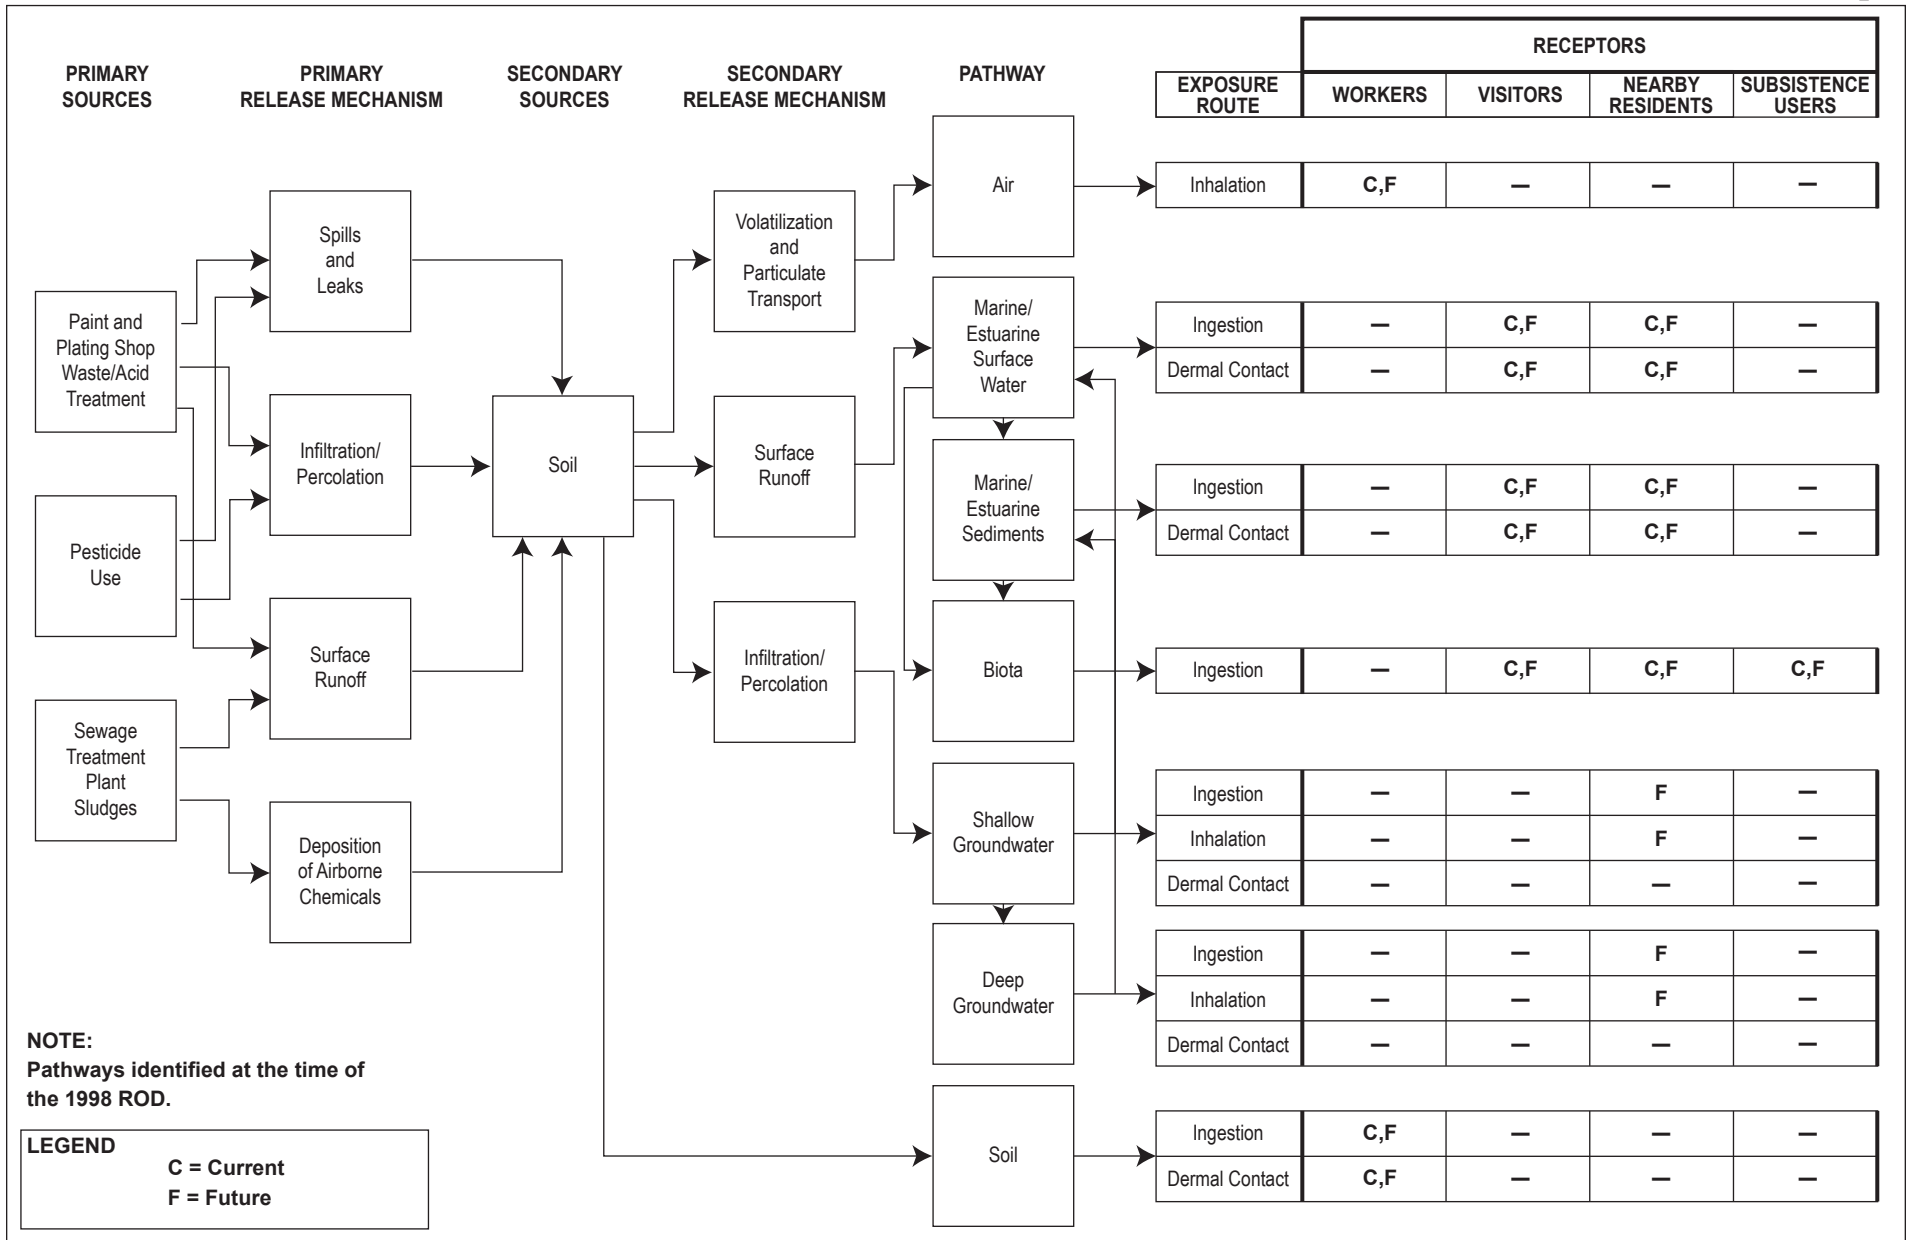 RECEPTORS
PRIMARY
SOURCES
PRIMARY
RELEASE MECHANISM
SECONDARY
SOURCES
SECONDARY
RELEASE MECHANISM
PATHWAY
EXPOSURE
ROUTE
WORKERS
VISITORS
NEARBY
RESIDENTS
SUBSISTENCE
USERS
Paint and
Plating Shop
Waste/Acid
Treatment
Pesticide
Use
Sewage
Treatment
Plant
Sludges
Spills
and
Leaks
Infiltration/
Percolation
Surface
Runoff
Deposition
of Airborne
Chemicals
Soil
Volatilization
and
Particulate
Transport
Surface
Runoff
Infiltration/
Percolation
Air
Marine/
Estuarine
Surface
Water
Marine/
Estuarine
Sediments
Biota
Shallow
Groundwater
Deep
Groundwater
Soil
Inhalation C,F — — —
Ingestion — C,F C,F —
Dermal Contact — C,F C,F —
Ingestion — C,F C,F —
Dermal Contact — C,F C,F —
Ingestion — C,F C,F C,F
Ingestion — — F —
Inhalation — — F —
Dermal Contact — — — —
Ingestion — — F —
Inhalation — — F —
Dermal Contact — — — —
Ingestion C,F — — —
Dermal Contact C,F — — —
NOTE:
Pathways identified at the time of
the 1998 ROD.
LEGEND
C = Current
F = Future